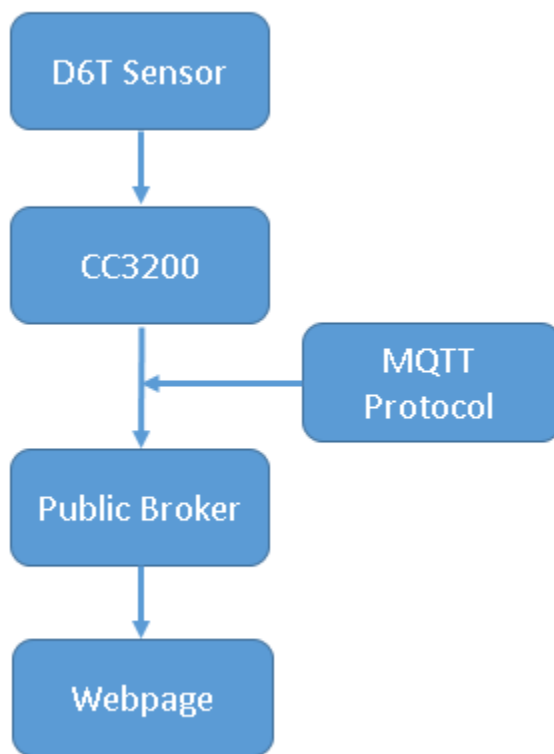 D6T Sensor
CC3200
MQTT
Protocol
Public Broker
Webpage